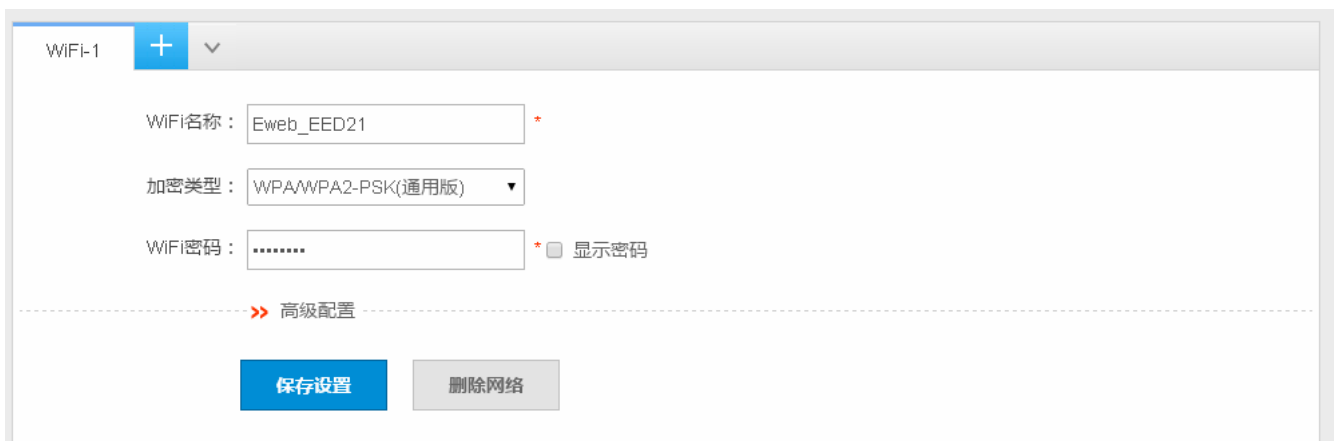 WiFi-1
WiFi名称：Eweb_EED21 *
加密类型：WPA/WPA2-PSK(通用版)
WiFi密码：•••••••• * 显示密码
高级配置
保存设置 删除网络